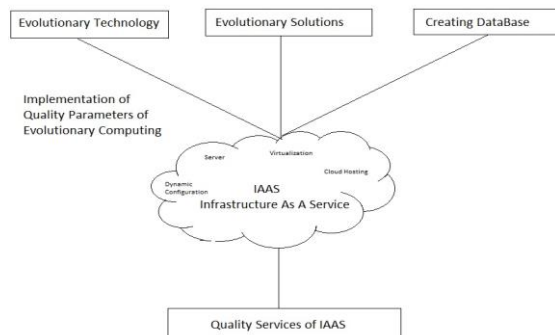 Evolutionary Technology
Evolutionary Solutions
Creating DataBase
Implementation of
Quality Parameters of
Evolutionary Computing
Server
Virtualization
Cloud Hosting
Dynamic
Configuration
IAAS
Infrastructure As A Service
Quality Services of IAAS